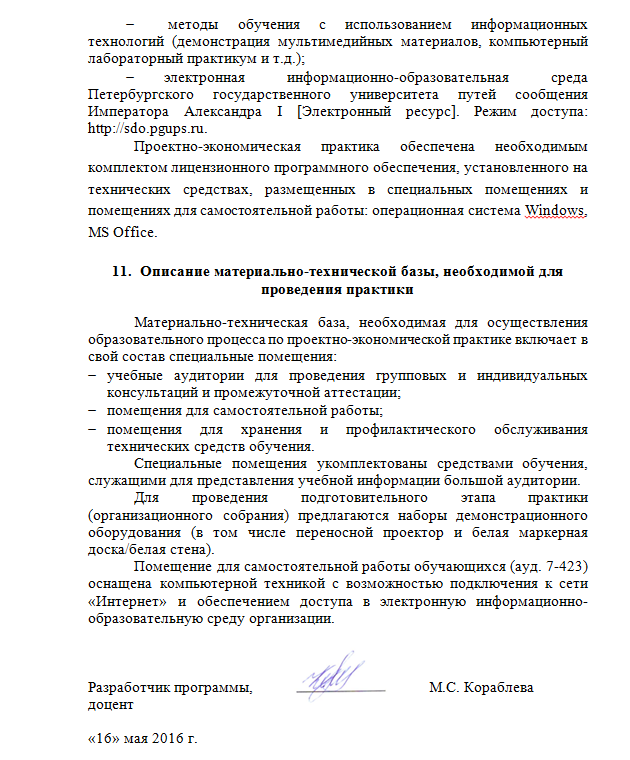 – методы обучения с использованием информационных
технологий (демонстрация мультимедийных материалов, компьютерный
лабораторный практикум и т.д.);
– электронная информационно-образовательная среда
Петербургского государственного университета путей сообщения
Императора Александра I [Электронный ресурс]. Режим доступа:
http://sdo.pgups.ru.
Проектно-экономическая практика обеспечена необходимым
комплектом лицензионного программного обеспечения, установленного на
технических средствах, размещенных в специальных помещениях и
помещениях для самостоятельной работы: операционная система Windows,
MS Office.
11. Описание материально-технической базы, необходимой для
проведения практики
Материально-техническая база, необходимая для осуществления
образовательного процесса по проектно-экономической практике включает в
свой состав специальные помещения:
– учебные аудитории для проведения групповых и индивидуальных
консультаций и промежуточной аттестации;
– помещения для самостоятельной работы;
– помещения для хранения и профилактического обслуживания
технических средств обучения.
Специальные помещения укомплектованы средствами обучения,
служащими для представления учебной информации большой аудитории.
Для проведения подготовительного этапа практики
(организационного собрания) предлагаются наборы демонстрационного
оборудования (в том числе переносной проектор и белая маркерная
доска/белая стена).
Помещение для самостоятельной работы обучающихся (ауд. 7-423)
оснащена компьютерной техникой с возможностью подключения к сети
«Интернет» и обеспечением доступа в электронную информационно-
образовательную среду организации.
Разработчик программы, М.С. Кораблева
доцент
«16» мая 2016 г.